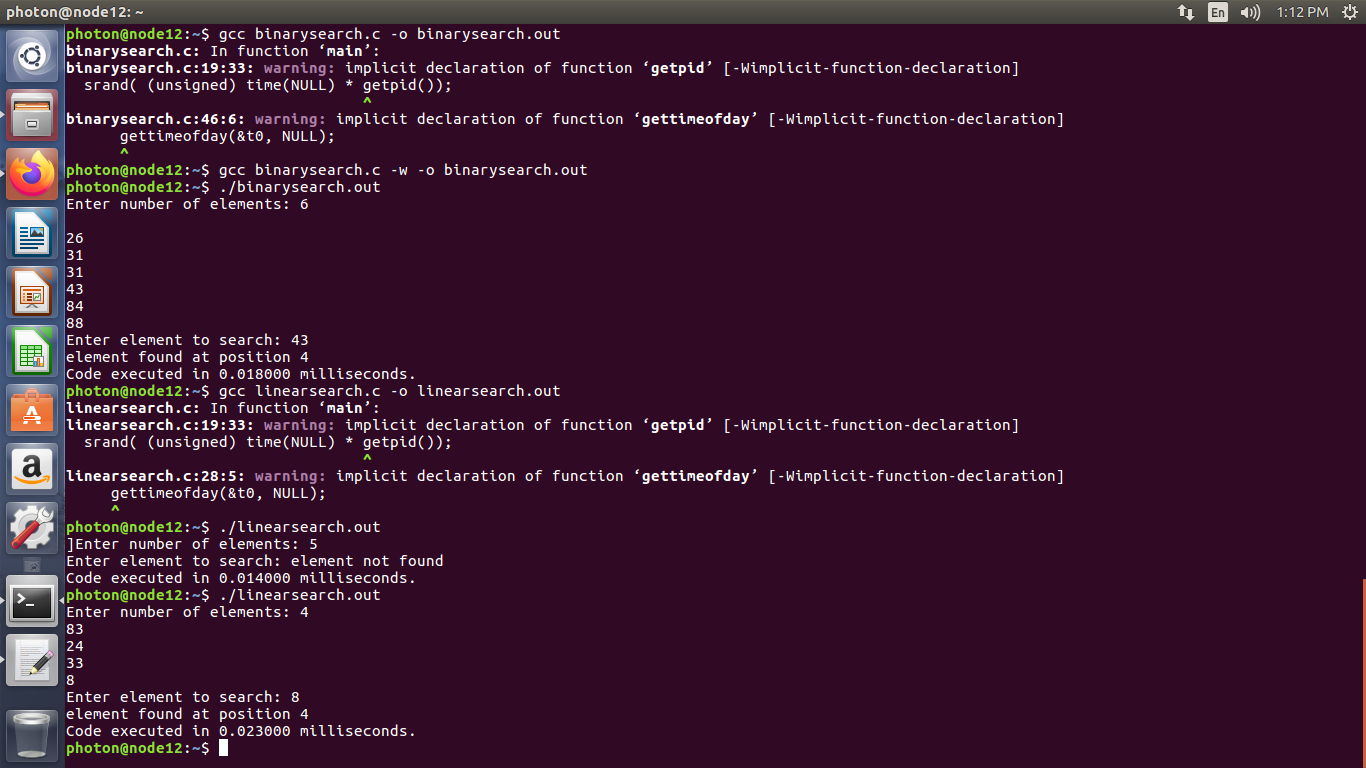 photon@node12: ~
En
1:12 PM
photon@node12:~$ gcc binarysearch.c -o binarysearch.out
binarysearch.c: In function ‘main’:
binarysearch.c:19:33: warning: implicit declaration of function ‘getpid’ [-Wimplicit-function-declaration]
  srand( (unsigned) time(NULL) * getpid());
                                 ^
binarysearch.c:46:6: warning: implicit declaration of function ‘gettimeofday’ [-Wimplicit-function-declaration]
      gettimeofday(&t0, NULL);
      ^
photon@node12:~$ gcc binarysearch.c -w -o binarysearch.out
photon@node12:~$ ./binarysearch.out
Enter number of elements: 6
26
31
31
43
84
88
Enter element to search: 43
element found at position 4
Code executed in 0.018000 milliseconds.
photon@node12:~$ gcc linearsearch.c -o linearsearch.out
linearsearch.c: In function ‘main’:
linearsearch.c:19:33: warning: implicit declaration of function ‘getpid’ [-Wimplicit-function-declaration]
  srand( (unsigned) time(NULL) * getpid());
                                 ^
linearsearch.c:28:5: warning: implicit declaration of function ‘gettimeofday’ [-Wimplicit-function-declaration]
     gettimeofday(&t0, NULL);
     ^
photon@node12:~$ ./linearsearch.out
]Enter number of elements: 5
Enter element to search: element not found
Code executed in 0.014000 milliseconds.
photon@node12:~$ ./linearsearch.out
Enter number of elements: 4
83
24
33
8
Enter element to search: 8
element found at position 4
Code executed in 0.023000 milliseconds.
photon@node12:~$